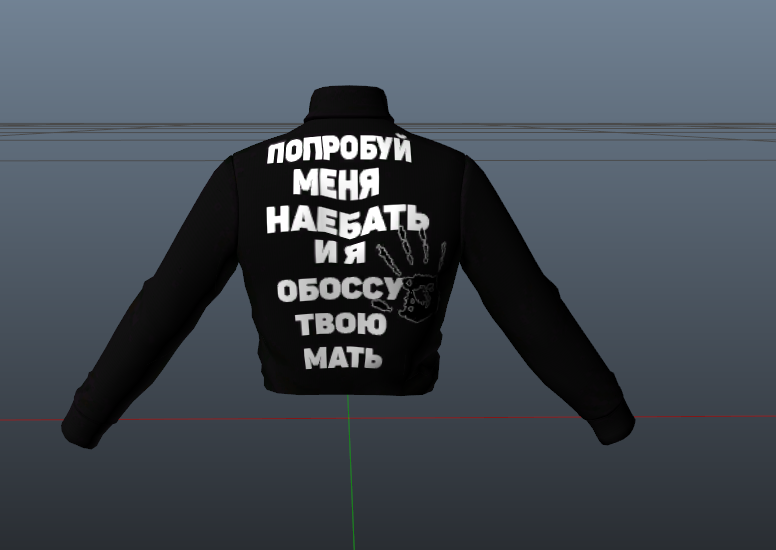 ПОПРОБУЙ
МЕНЯ
НАЕБАТЬ
И Я
ОБОССУ
ТВОЮ
МАТЬ